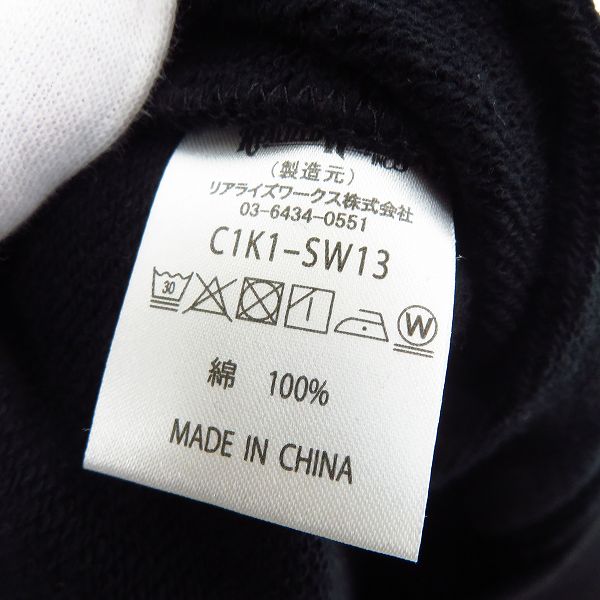 (製造元)
リアライズワークス株式会社
03-6434-0551
C1K1-SW13
30 W
綿 100%
MADE IN CHINA